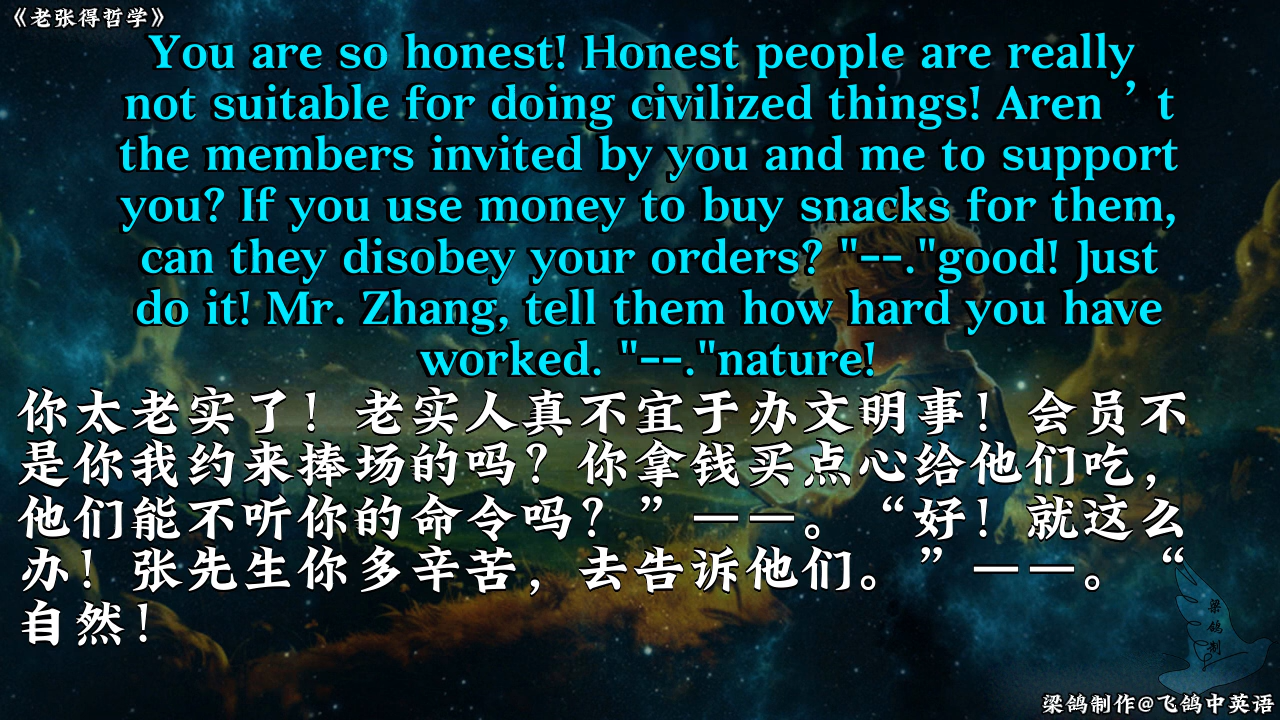 《老张得哲学》
You are so honest! Honest people are really
not suitable for doing civilized things! Aren ’ t
the members invited by you and me to support
you? If you use money to buy snacks for them,
can they disobey your orders? "--."good! Just
do it! Mr. Zhang, tell them how hard you have
worked. "--."nature!
你太老实了！老实人真不宜于办文明事！会员不
是你我约来捧场的吗？你拿钱买点心给他们吃，
他们能不听你的命令吗？”——。“好！就这么
办！张先生你多辛苦，去告诉他们。”——。“
自然！
梁
鸽
制
梁鸽制作@飞鸽中英语